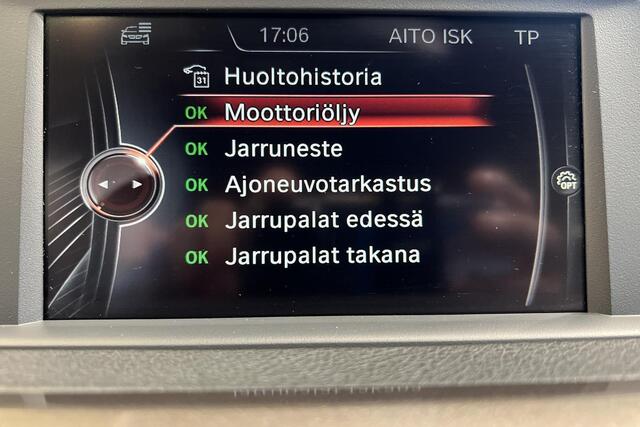 17:06 AITO ISK TP
31 Huoltohistoria
OK Moottoriöljy
OK Jarruneste
OK Ajoneuvotarkastus
OPT
OK Jarrupalat edessä
OK Jarrupalat takana